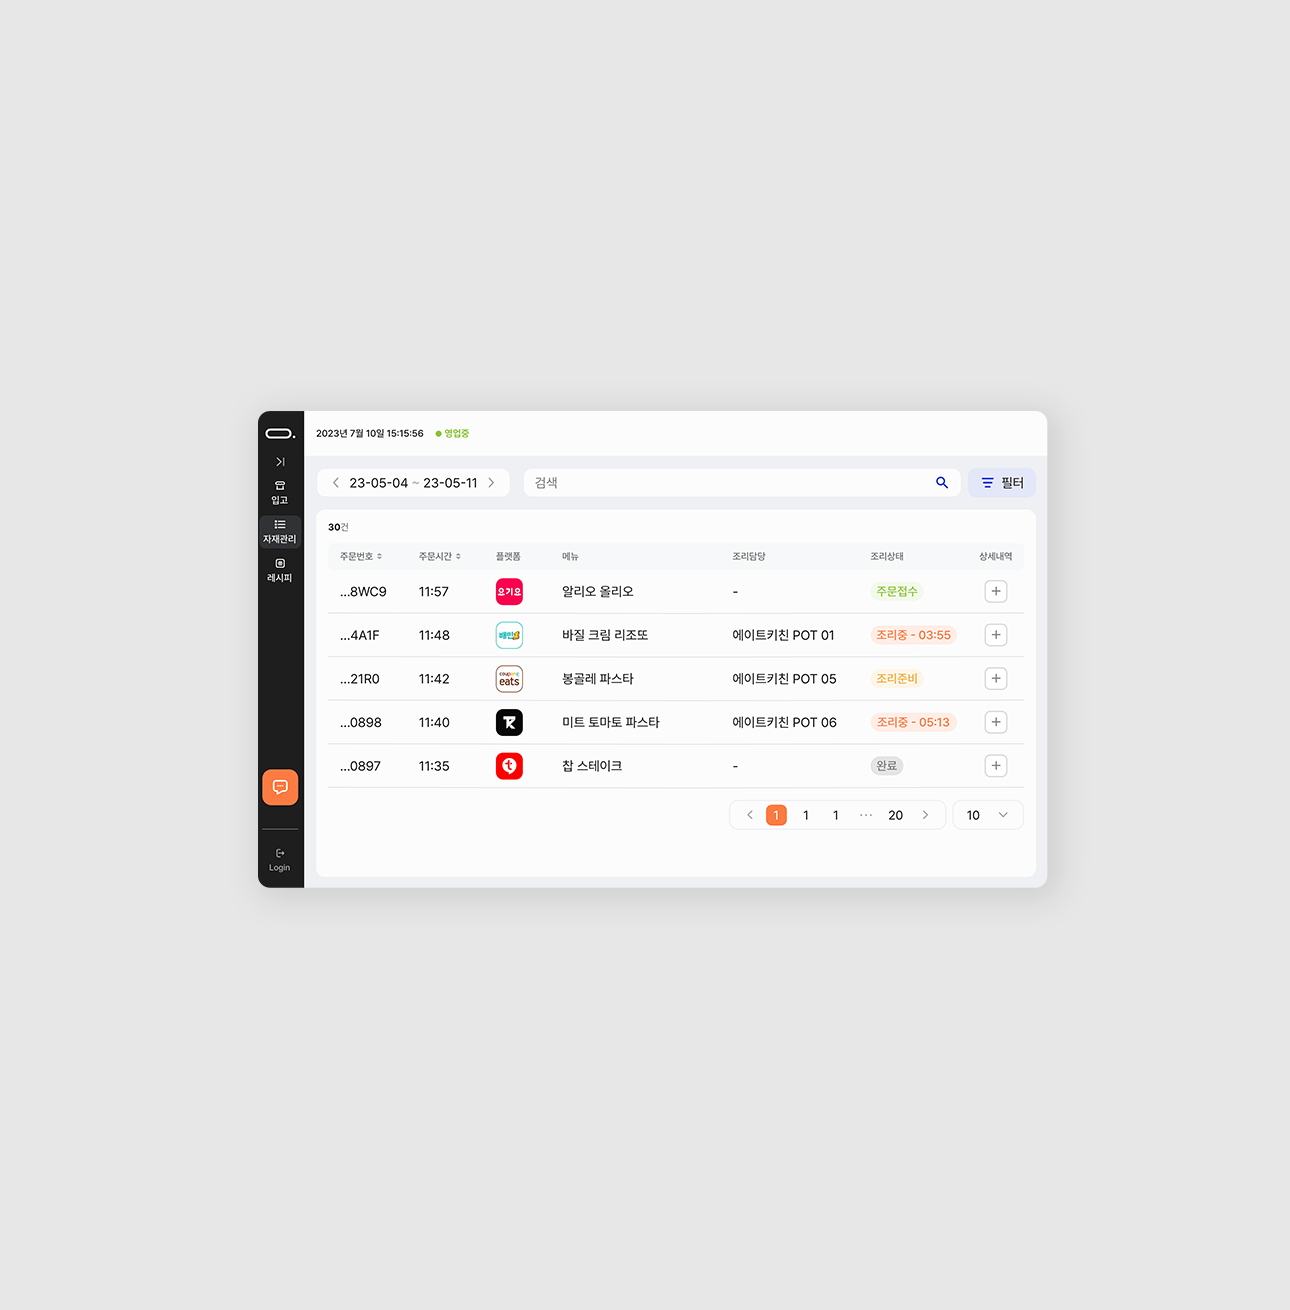 2023년 7월 10일 15:15:56 영업중
입고
자재관리
레시피
Login
23-05-04 ~ 23-05-11
검색
필터
30건
주문번호 주문시간 플랫폼 메뉴 조리담당 조리상태 상세내역
...8WC9 11:57 요기요 알리오 올리오 - 주문접수
...4A1F 11:48 배민1 바질 크림 리조또 에이트키친 POT 01 조리중 - 03:55
...21R0 11:42 coupang eats 봉골레 파스타 에이트키친 POT 05 조리준비
...0898 11:40 미트 토마토 파스타 에이트키친 POT 06 조리중 - 05:13
...0897 11:35 t 찹 스테이크 - 완료
1 1 1 ... 20 10